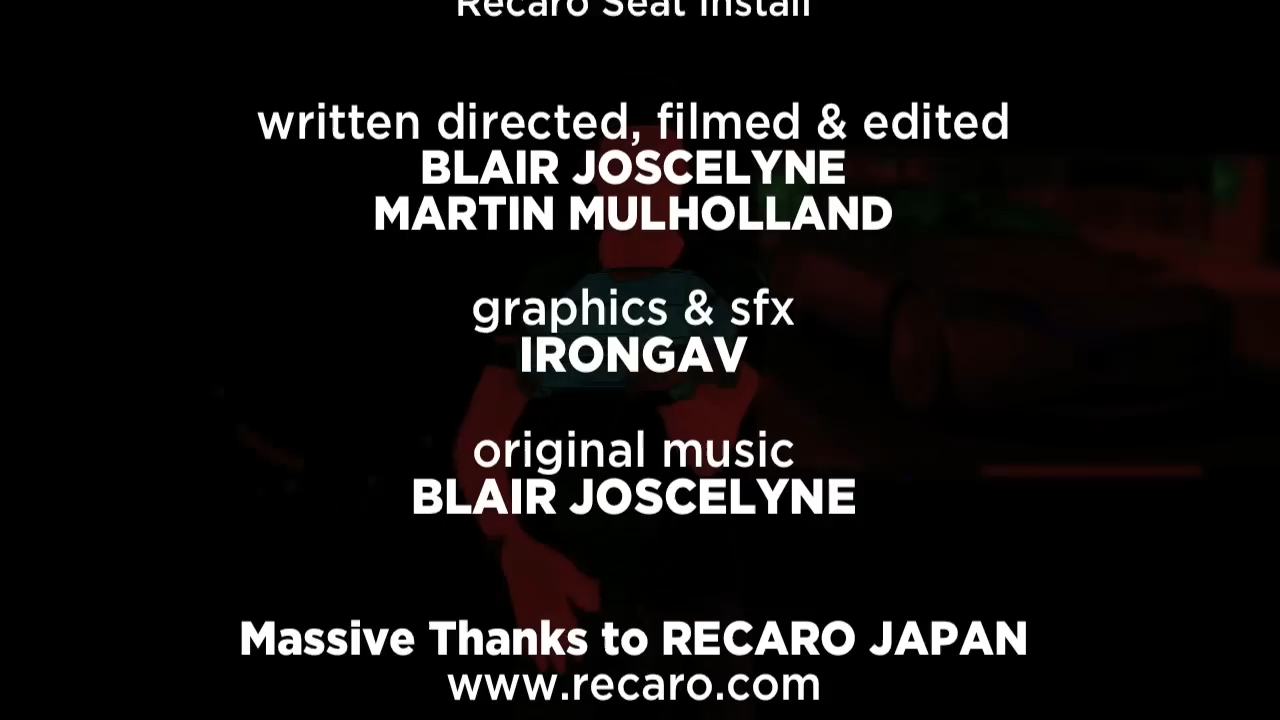 Recaro Seat Install
written directed, filmed & edited
BLAIR JOSCELYNE
MARTIN MULHOLLAND
graphics & sfx
IRONGAV
original music
BLAIR JOSCELYNE
Massive Thanks to RECARO JAPAN
www.recaro.com